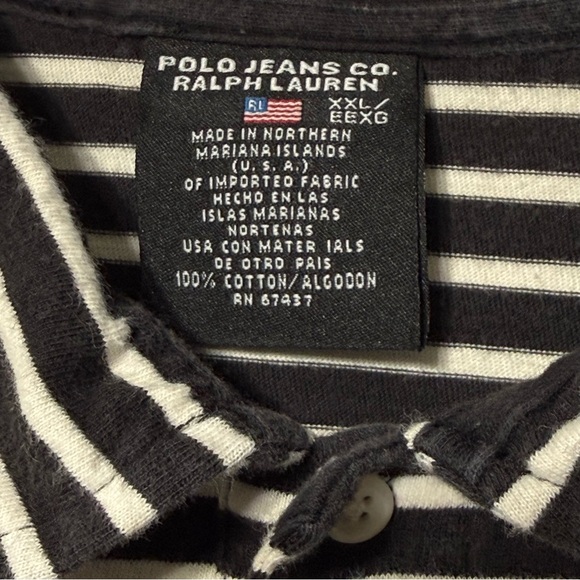 POLO JEANS CO.
RALPH LAUREN
RL XXL/
EEXG
MADE IN NORTHERN
MARIANA ISLANDS
(U.S.A.)
OF IMPORTED FABRIC
HECHO EN LAS
ISLAS MARIANAS
NORTENAS
USA CON MATER IALS
DE OTRO PAIS
100% COTTON/ALGODON
RN 67437